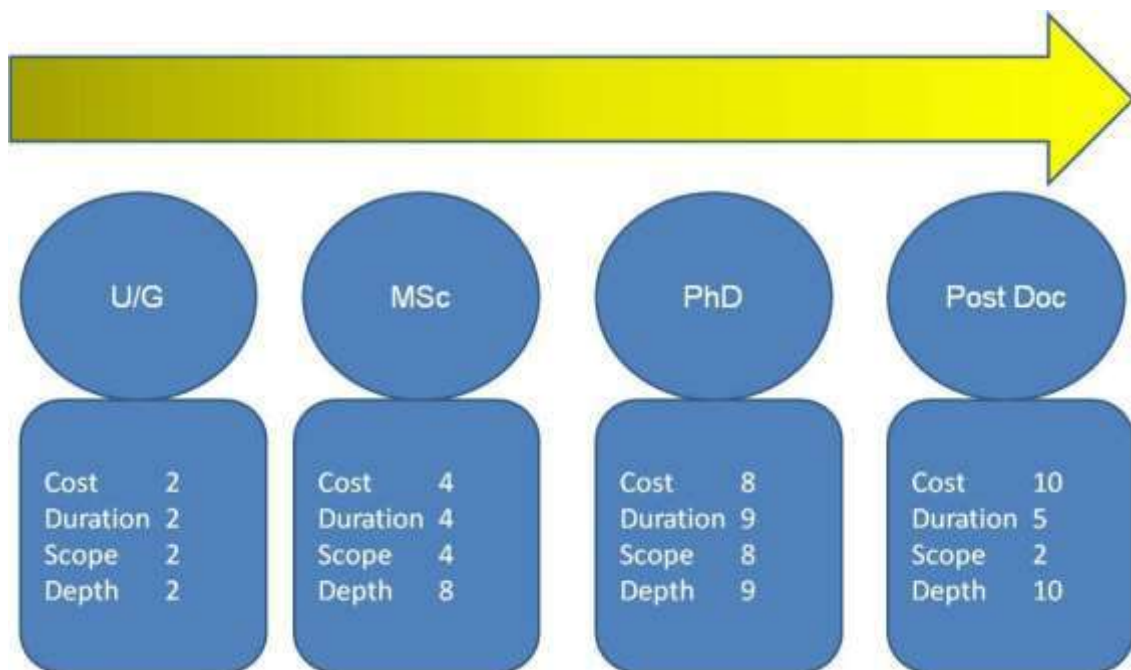 U/G
MSc
PhD
Post Doc
Cost 2
Duration 2
Scope 2
Depth 2
Cost 4
Duration 4
Scope 4
Depth 8
Cost 8
Duration 9
Scope 8
Depth 9
Cost 10
Duration 5
Scope 2
Depth 10